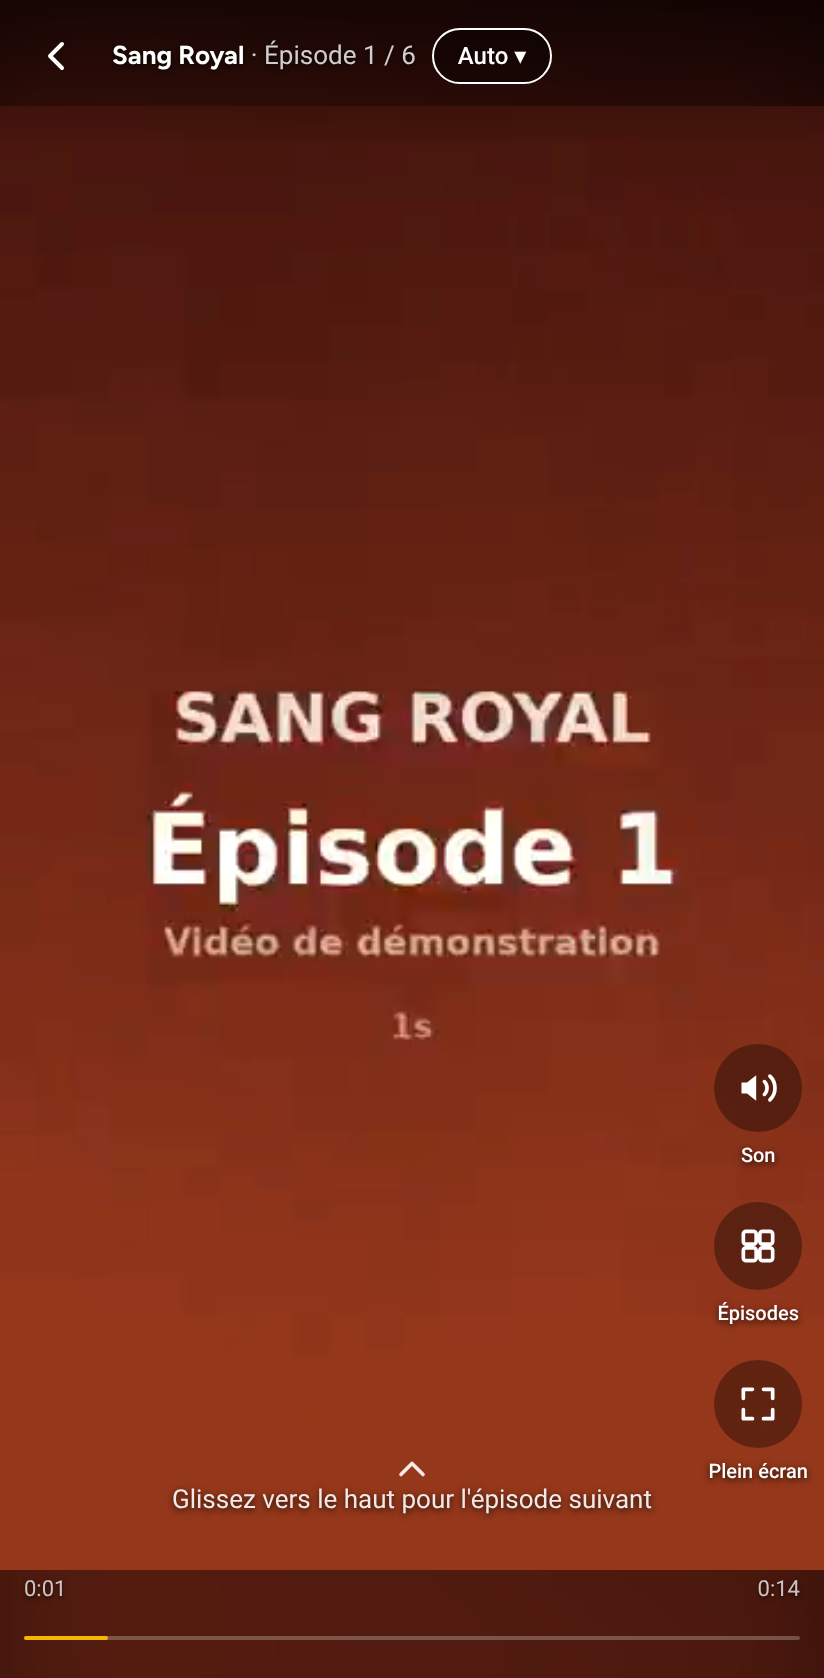 Sang Royal · Épisode 1 / 6 Auto ▾
SANG ROYAL
Épisode 1
Vidéo de démonstration
1s
Son
Épisodes
Plein écran
Glissez vers le haut pour l'épisode suivant
0:01 0:14